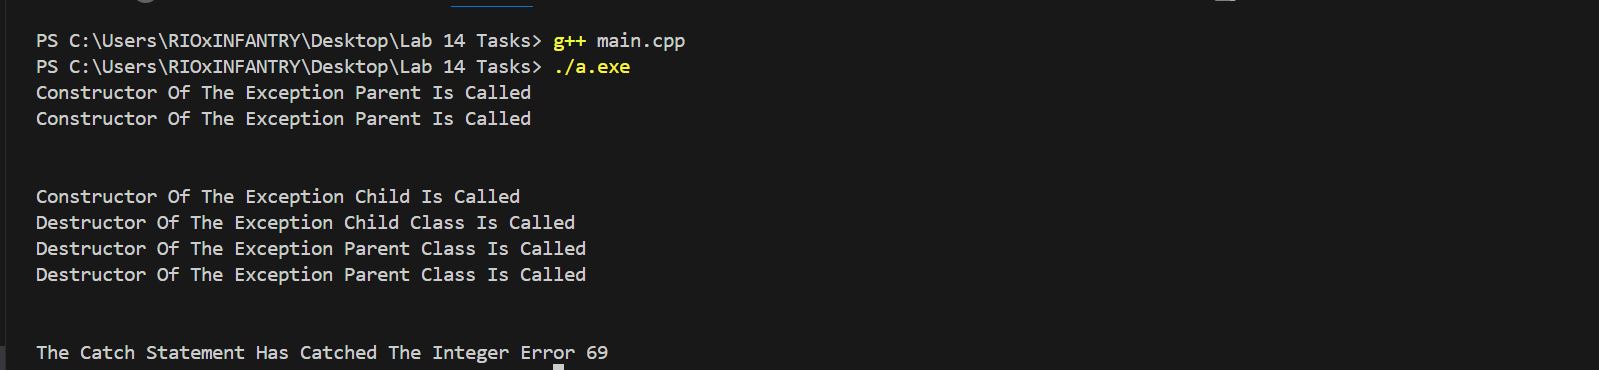 PS C:\Users\RIOxINFANTRY\Desktop\Lab 14 Tasks> g++ main.cpp
PS C:\Users\RIOxINFANTRY\Desktop\Lab 14 Tasks> ./a.exe
Constructor Of The Exception Parent Is Called
Constructor Of The Exception Parent Is Called
Constructor Of The Exception Child Is Called
Destructor Of The Exception Child Class Is Called
Destructor Of The Exception Parent Class Is Called
Destructor Of The Exception Parent Class Is Called
The Catch Statement Has Catched The Integer Error 69